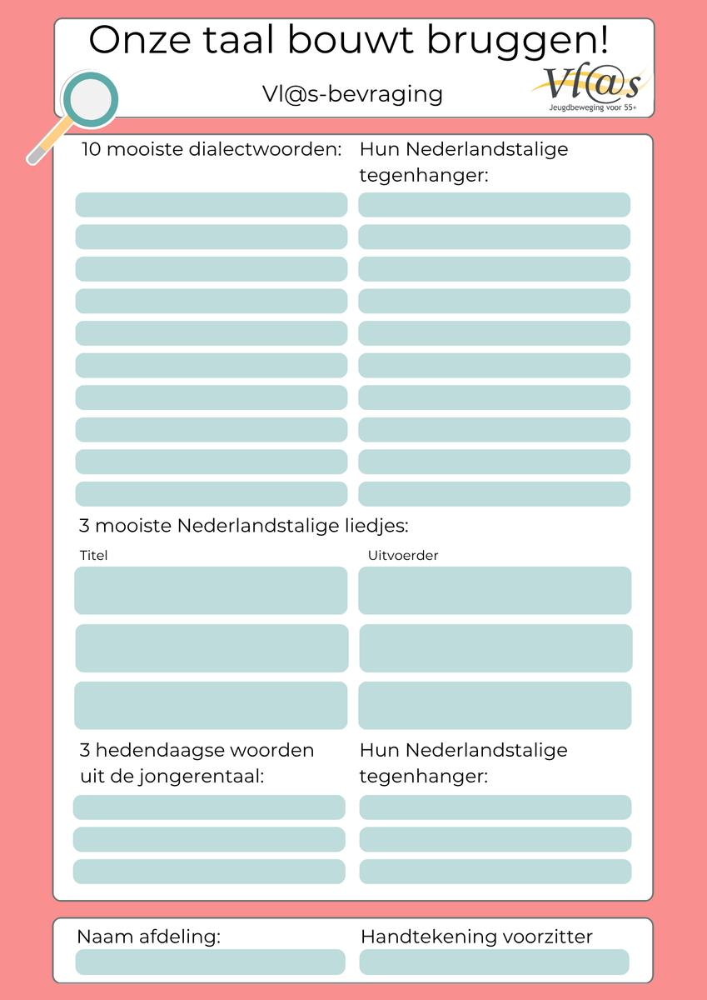 Onze taal bouwt bruggen!
Vl@s-bevraging
Vl@s
Jeugdbeweging voor 55+
10 mooiste dialectwoorden:
Hun Nederlandstalige
tegenhanger:
3 mooiste Nederlandstalige liedjes:
Titel
Uitvoerder
3 hedendaagse woorden
uit de jongerentaal:
Hun Nederlandstalige
tegenhanger:
Naam afdeling:
Handtekening voorzitter